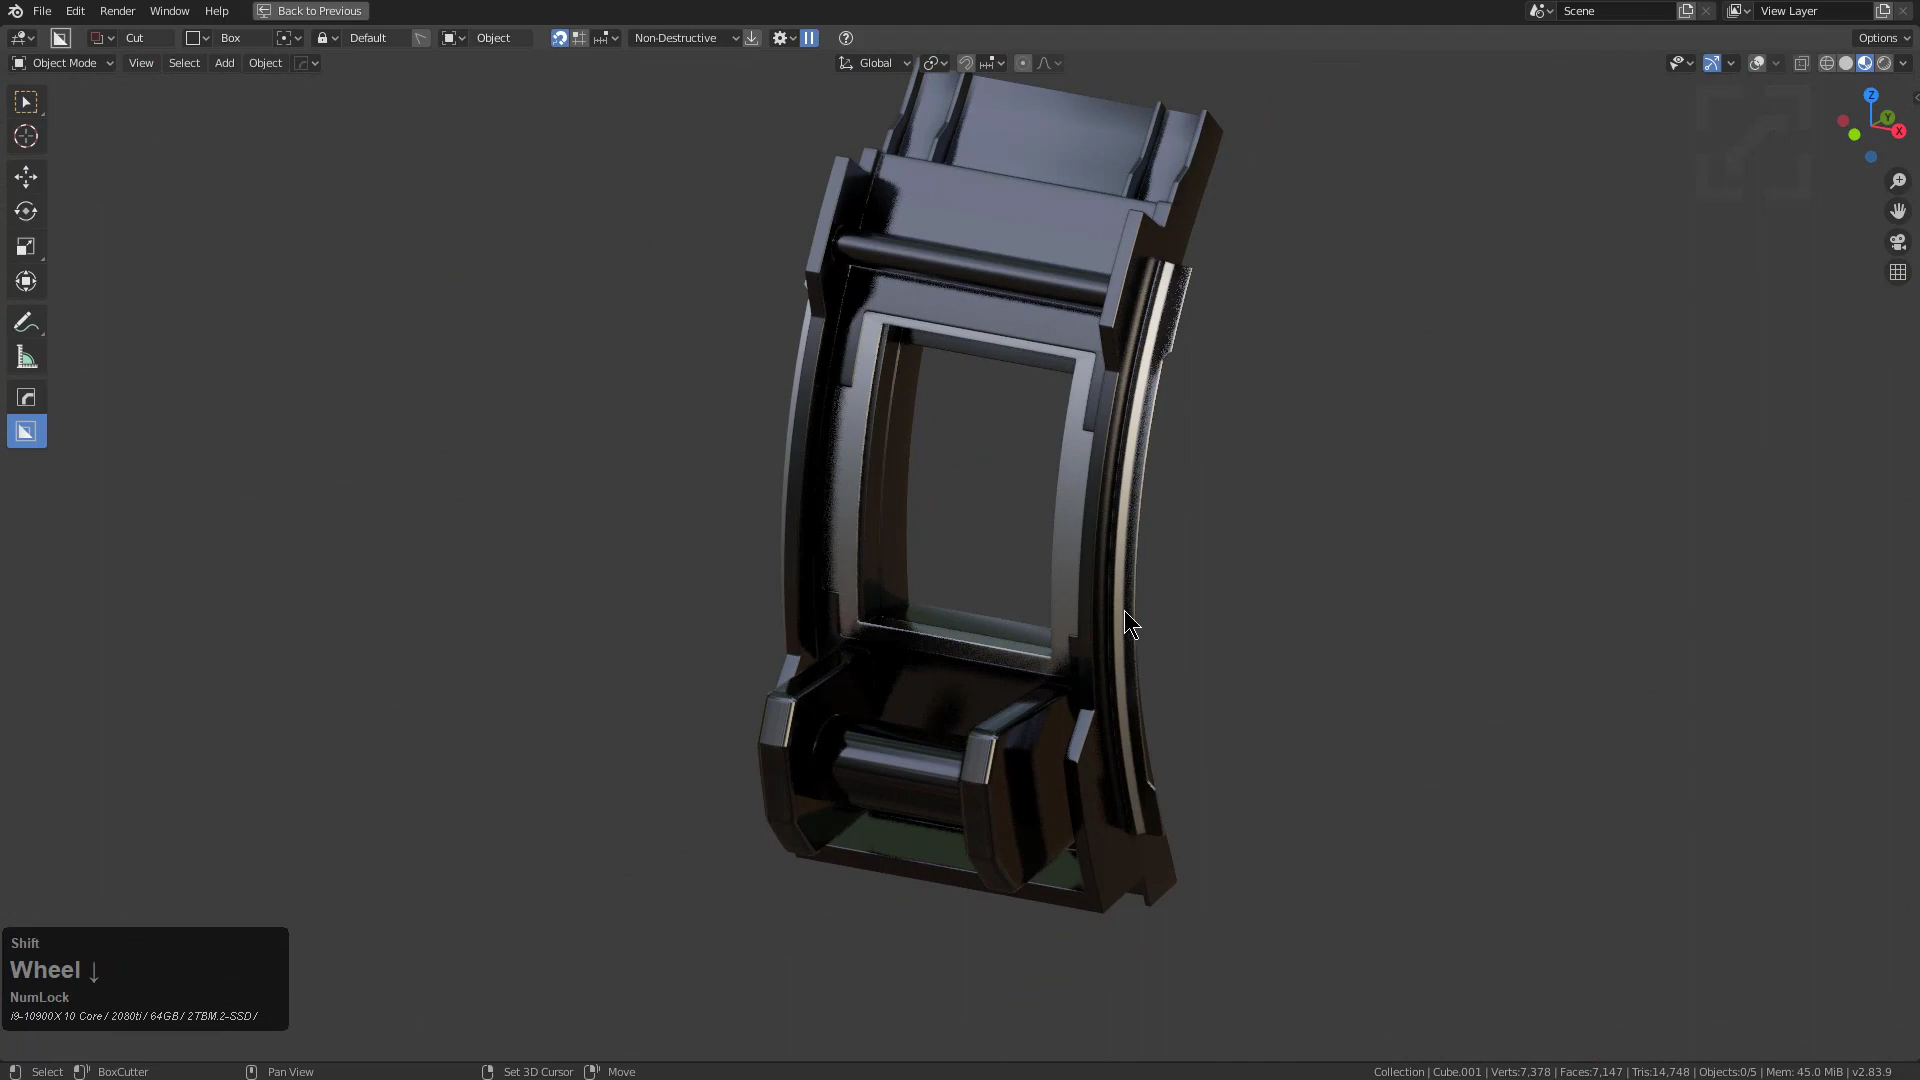 File Edit Render Window Help Back to Previous Scene View Layer
Cut Box Default Object Non-Destructive Options
Object Mode View Select Add Object Global
Z
Y
X
Shift
Wheel ↓
NumLock
i9-10900X 10 Core / 2080ti / 64GB / 2TBM.2-SSD /
Select BoxCutter Pan View Set 3D Cursor Move Collection | Cube.001 | Verts:7,378 | Faces:7,147 | Tris:14,748 | Objects:0/5 | Mem: 45.0 MiB | v2.83.9